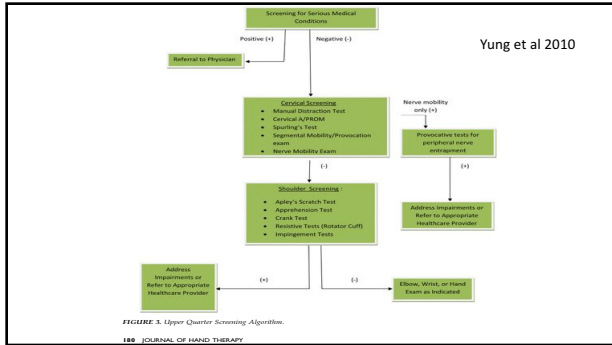 Screening for Serious Medical
Conditions
Positive (+)
Negative (-)
Yung et al 2010
Referral to Physician
Cervical Screening
• Manual Distraction Test
• Cervical A/PROM
• Spurling's Test
• Segmental Mobility/Provocation
exam
• Nerve Mobility Exam
Nerve mobility
only (+)
Provocative tests for
peripheral nerve
entrapment
(-)
(+)
Shoulder Screening :
• Apley's Scratch Test
• Apprehension Test
• Crank Test
• Resistive Tests (Rotator Cuff)
• Impingement Tests
Address Impairments or
Refer to Appropriate
Healthcare Provider
Address
Impairments or
Refer to Appropriate
Healthcare Provider
(+)
(-)
Elbow, Wrist, or Hand
Exam as Indicated
FIGURE 3. Upper Quarter Screening Algorithm.
180 JOURNAL OF HAND THERAPY